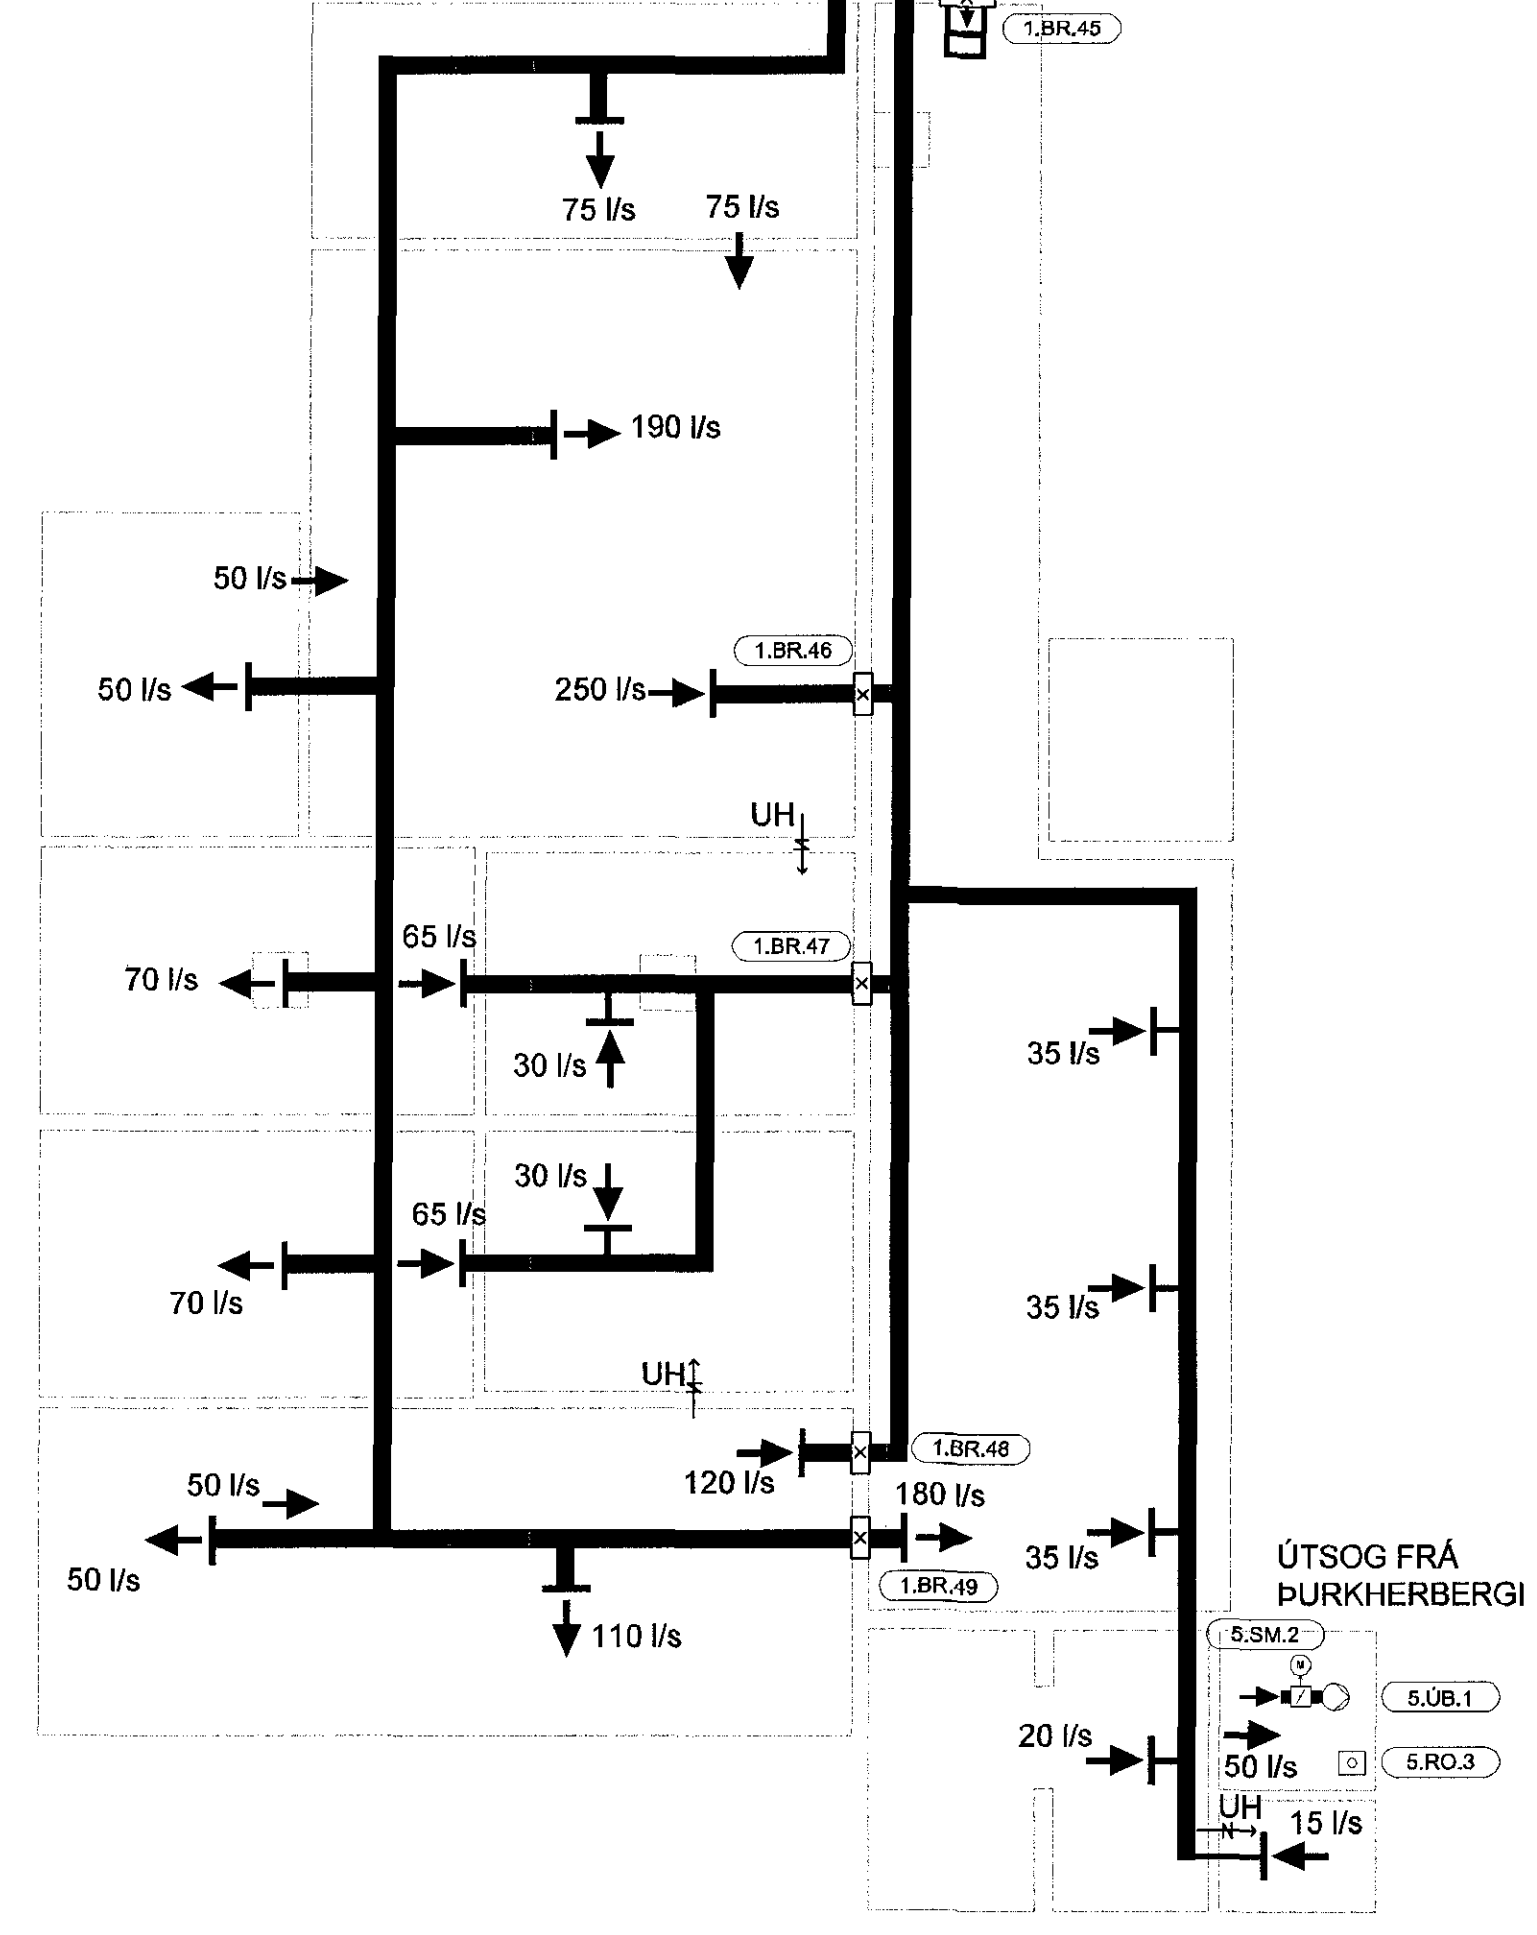 1.BR.45
75 l/s
75 l/s
190 l/s
50 l/s
1.BR.46
50 l/s
250 l/s
UH
65 l/s
1.BR.47
70 l/s
30 l/s
35 l/s
30 l/s
65 l/s
70 l/s
35 l/s
UH
1.BR.48
120 l/s
50 l/s
180 l/s
35 l/s
ÚTSOG FRÁ
ÞURKHERBERGI
50 l/s
1.BR.49
110 l/s
5.SM.2
M
5.ÚB.1
20 l/s
50 l/s
5.RO.3
UH
15 l/s